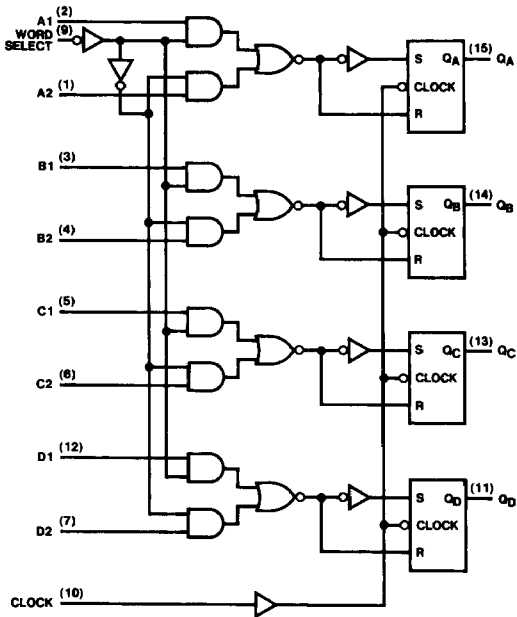 A1 (2)
WORD SELECT (9)
A2 (1)
S QA (15) QA
CLOCK
R
B1 (3)
B2 (4)
S QB (14) QB
CLOCK
R
C1 (5)
C2 (6)
S QC (13) QC
CLOCK
R
D1 (12)
D2 (7)
S QD (11) QD
CLOCK
R
CLOCK (10)